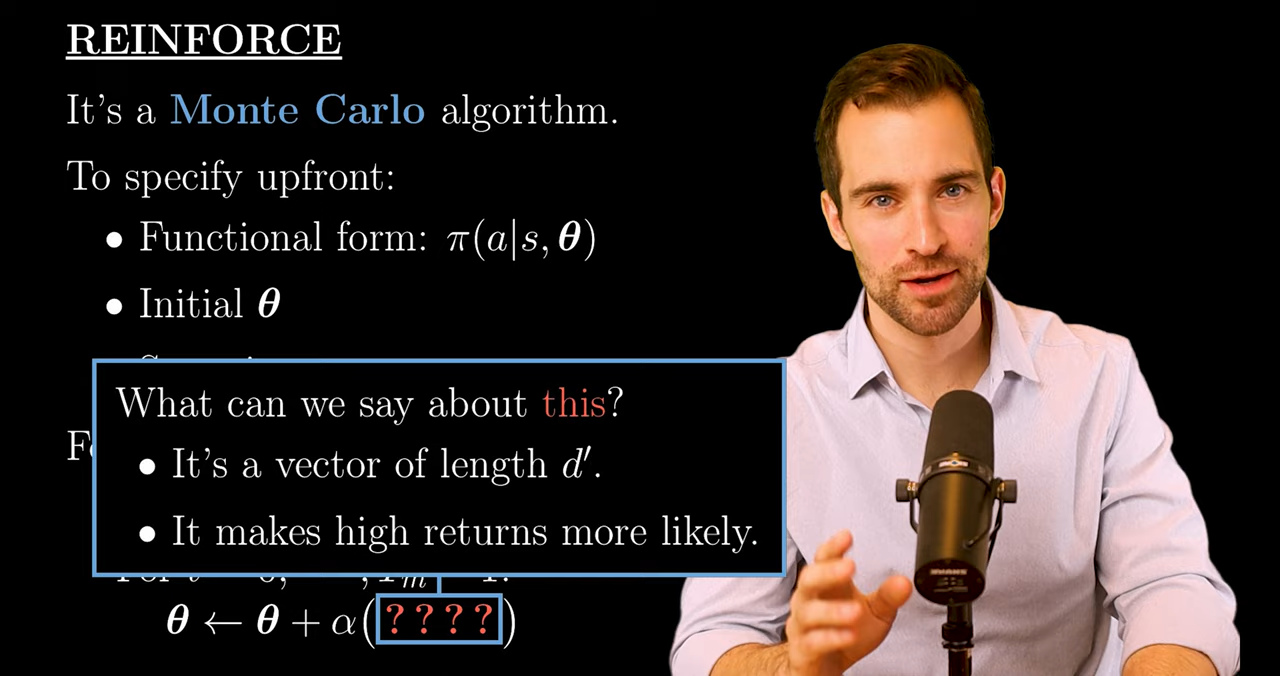 REINFORCE
It's a Monte Carlo algorithm.
To specify upfront:
• Functional form: π(a|s, θ)
• Initial θ
What can we say about this?
• It's a vector of length d′.
• It makes high returns more likely.
θ ← θ + α(? ? ? ?)